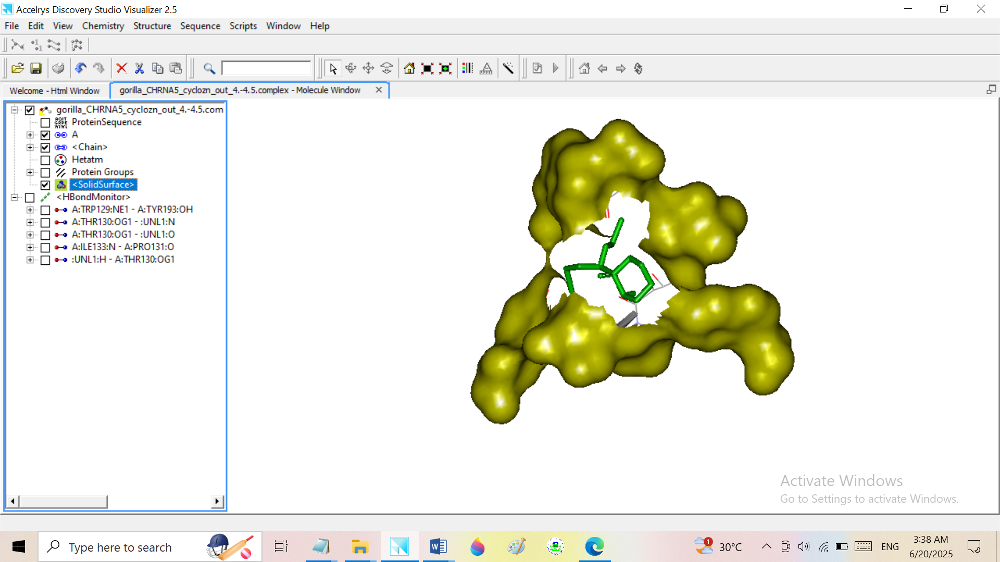 Accelrys Discovery Studio Visualizer 2.5
File Edit View Chemistry Structure Sequence Scripts Window Help
Welcome - Html Window
gorilla_CHRNA5_cyclozn_out_4.-4.5.complex - Molecule Window
gorilla_CHRNA5_cyclozn_out_4.-4.5.com
ProteinSequence
A
<Chain>
Hetatm
Protein Groups
<SolidSurface>
<HBondMonitor>
A:TRP129:NE1 - A:TYR193:OH
A:THR130:OG1 - :UNL1:N
A:THR130:OG1 - :UNL1:O
A:ILE133:N - A:PRO131:O
:UNL1:H - A:THR130:OG1
Activate Windows
Go to Settings to activate Windows.
Type here to search
1
30°C
ENG
3:38 AM
6/20/2025